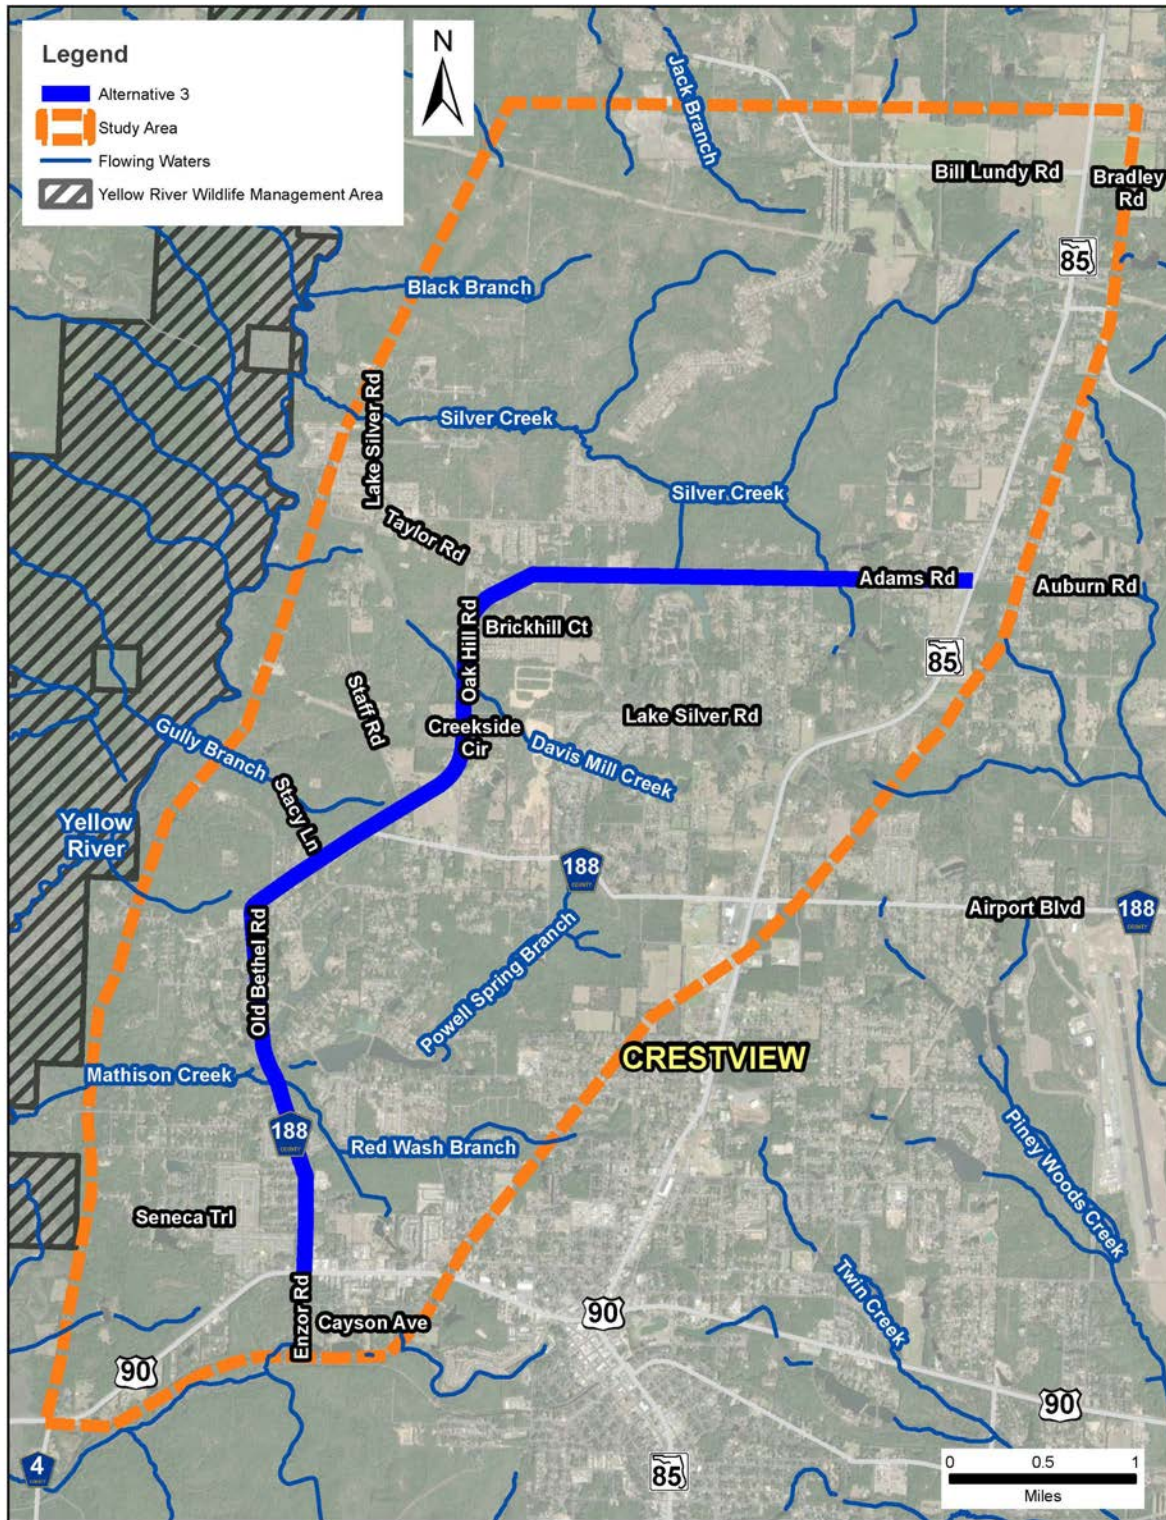 Legend
Alternative 3
Study Area
Flowing Waters
Yellow River Wildlife Management Area
N
Jack Branch
Bill Lundy Rd
Bradley
Rd
85
Black Branch
Lake Silver Rd
Silver Creek
Silver Creek
Taylor Rd
Adams Rd
Auburn Rd
Oak Hill Rd
Brickhill Ct
85
Staff Rd
Lake Silver Rd
Creekside
Cir
Davis Mill Creek
Gully Branch
Stacy Ln
Yellow
River
188
COUNTY
Airport Blvd
188
COUNTY
Old Bethel Rd
Powell Spring Branch
CRESTVIEW
Mathison Creek
188
COUNTY
Red Wash Branch
Piney Woods Creek
Seneca Trl
Enzor Rd
Cayson Ave
90
Twin Creek
90
90
4
COUNTY
85
0 0.5 1
Miles